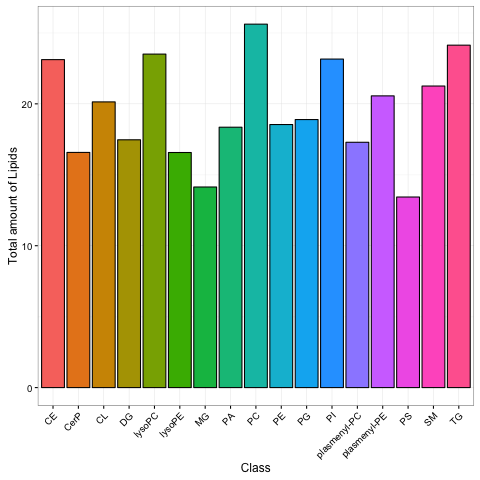 Total amount of Lipids
20
10
0
CE
CerP
CL
DG
lysoPC
lysoPE
MG
PA
PC
PE
PG
PI
plasmenyl-PC
plasmenyl-PE
PS
SM
TG
Class